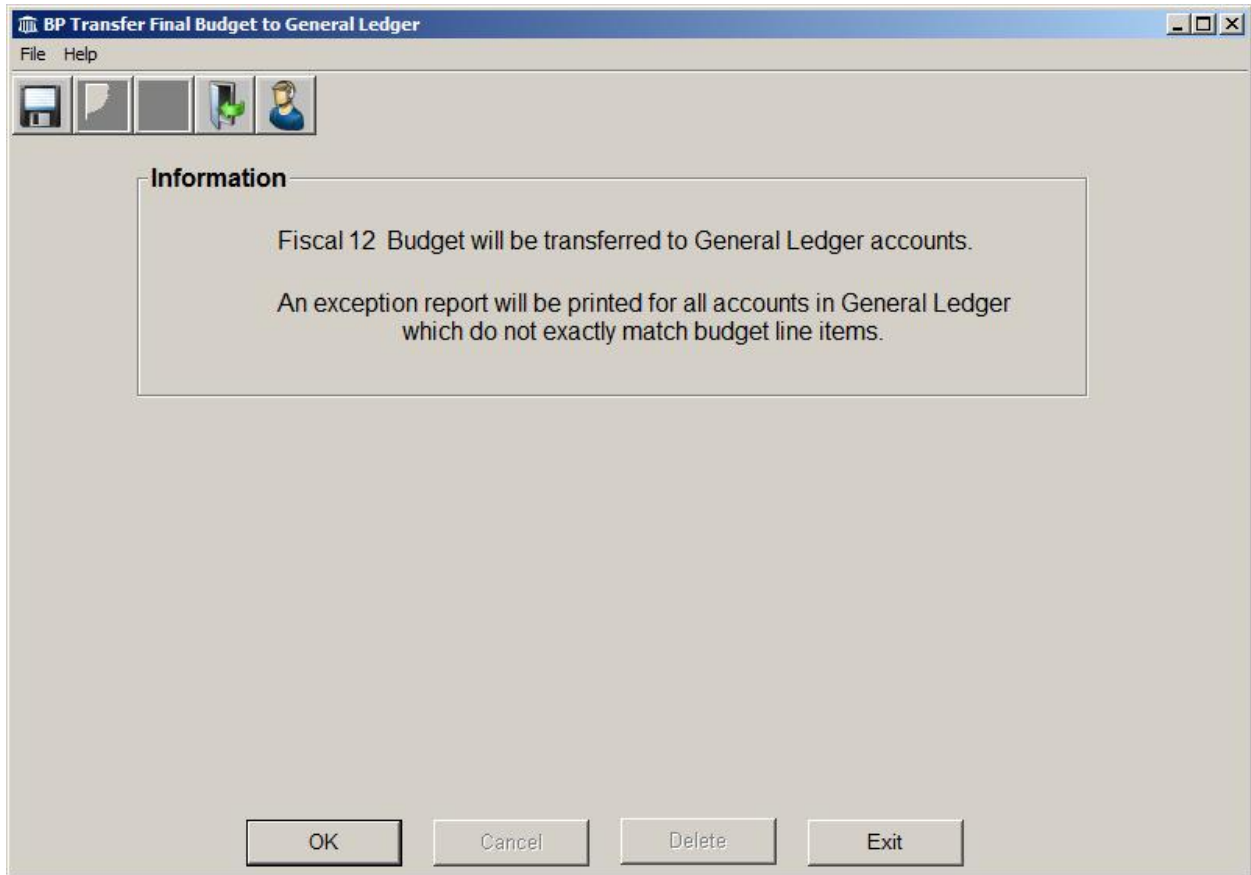 BP Transfer Final Budget to General Ledger
File Help
Information
Fiscal 12 Budget will be transferred to General Ledger accounts.
An exception report will be printed for all accounts in General Ledger
which do not exactly match budget line items.
OK Cancel Delete Exit